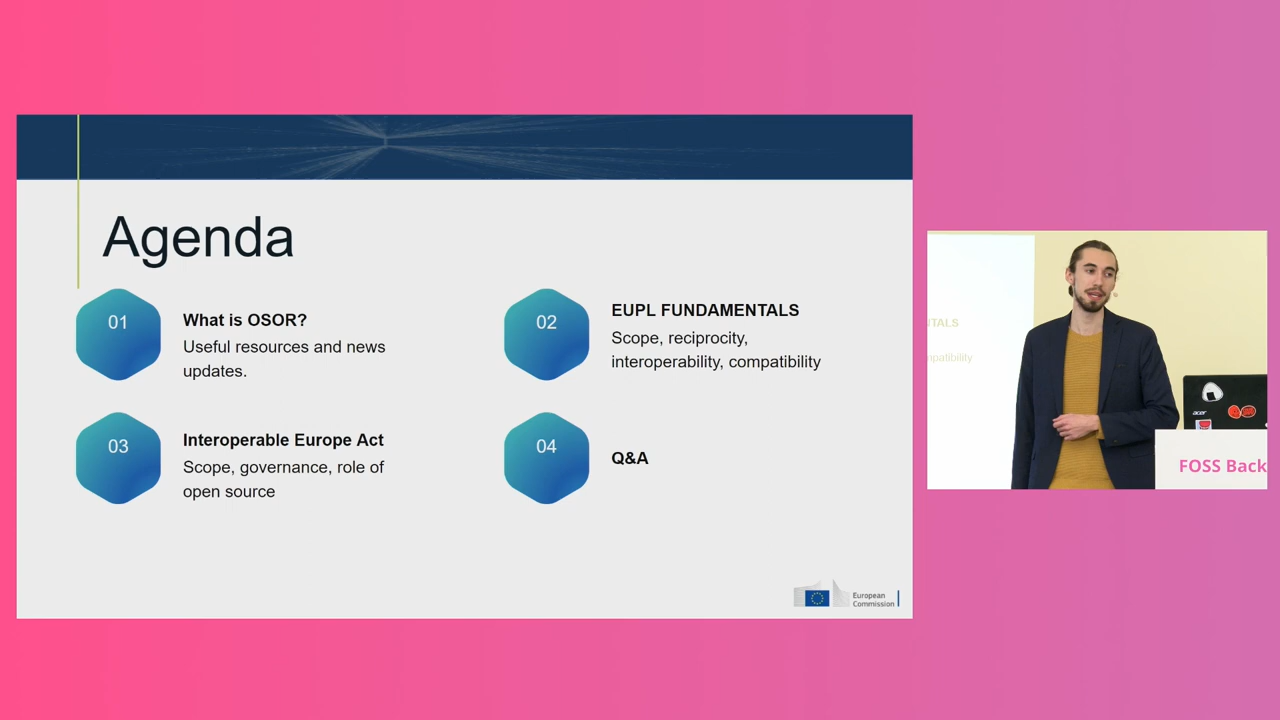 Agenda
01
What is OSOR?
Useful resources and news
updates.
02
EUPL FUNDAMENTALS
Scope, reciprocity,
interoperability, compatibility
03
Interoperable Europe Act
Scope, governance, role of
open source
04
Q&A
European
Commission
acer
FOSS Back